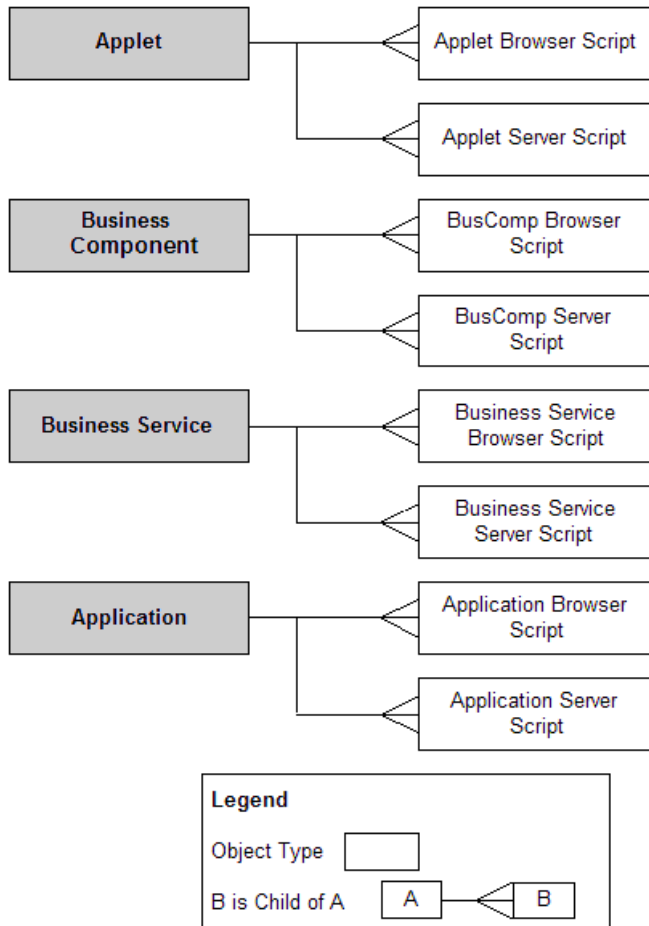 Applet
Applet Browser Script
Applet Server Script
Business
Component
BusComp Browser
Script
BusComp Server
Script
Business Service
Business Service
Browser Script
Business Service
Server Script
Application
Application Browser
Script
Application Server
Script
Legend
Object Type
B is Child of A
A
B